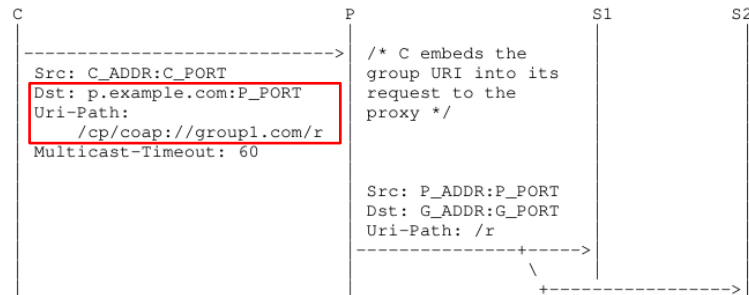 C P S1 S2
Src: C_ADDR:C_PORT
Dst: p.example.com:P_PORT
Uri-Path:
/cp/coap://group1.com/r
Multicast-Timeout: 60
/* C embeds the
group URI into its
request to the
proxy */
Src: P_ADDR:P_PORT
Dst: G_ADDR:G_PORT
Uri-Path: /r